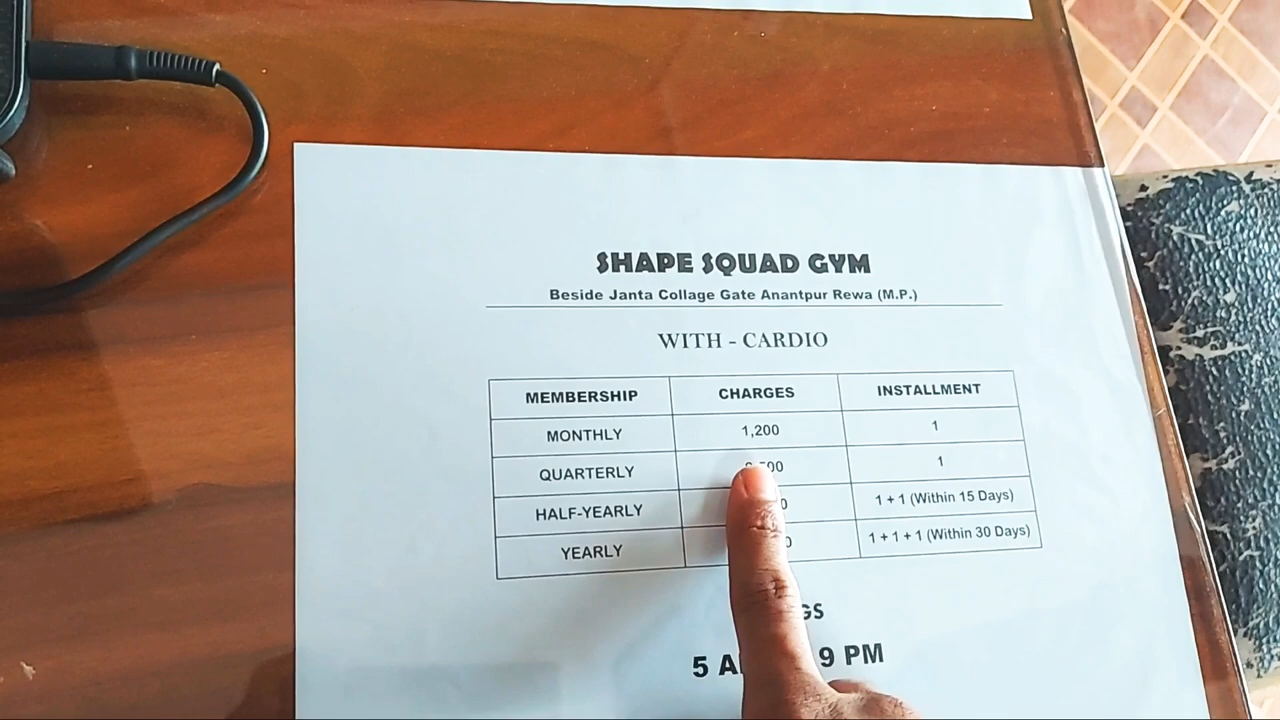 SHAPE SQUAD GYM
Beside Janta Collage Gate Anantpur Rewa (M.P.)
WITH - CARDIO
MEMBERSHIP CHARGES INSTALLMENT
MONTHLY 1,200 1
QUARTERLY 1
HALF-YEARLY 1 + 1 (Within 15 Days)
YEARLY 1 + 1 + 1 (Within 30 Days)
5 9 PM